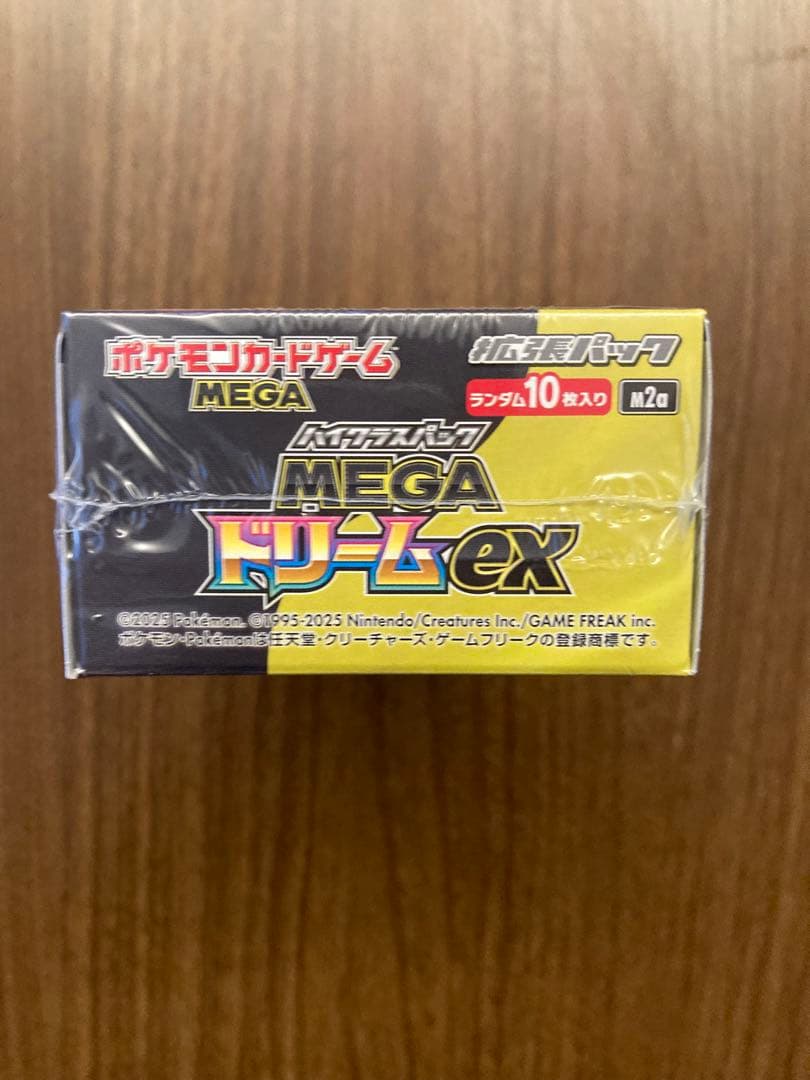 ポケモンカードゲーム
MEGA
拡張パック
ランダム10枚入り M2a
ハイクラスパック
MEGA
ドリームex
©2025 Pokémon. ©1995-2025 Nintendo/Creatures Inc./GAME FREAK inc.
ポケモン・Pokémonは任天堂・クリーチャーズ・ゲームフリークの登録商標です。